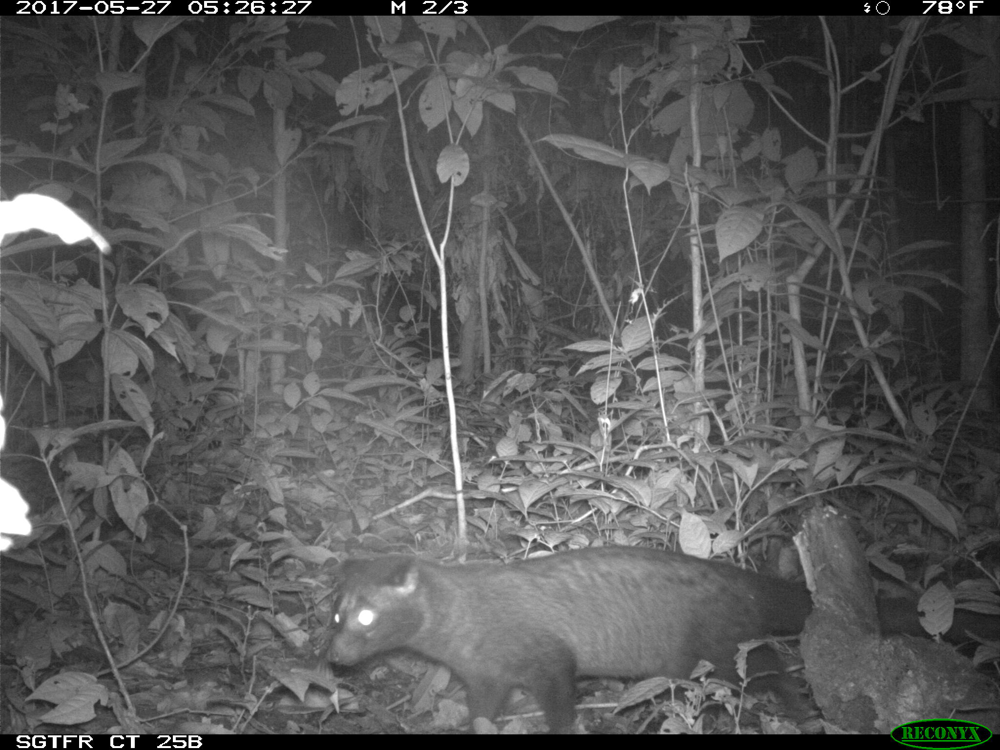 2017-05-27 05:26:27 M 2/3 78°F
SGTFR CT 25B
RECONYX